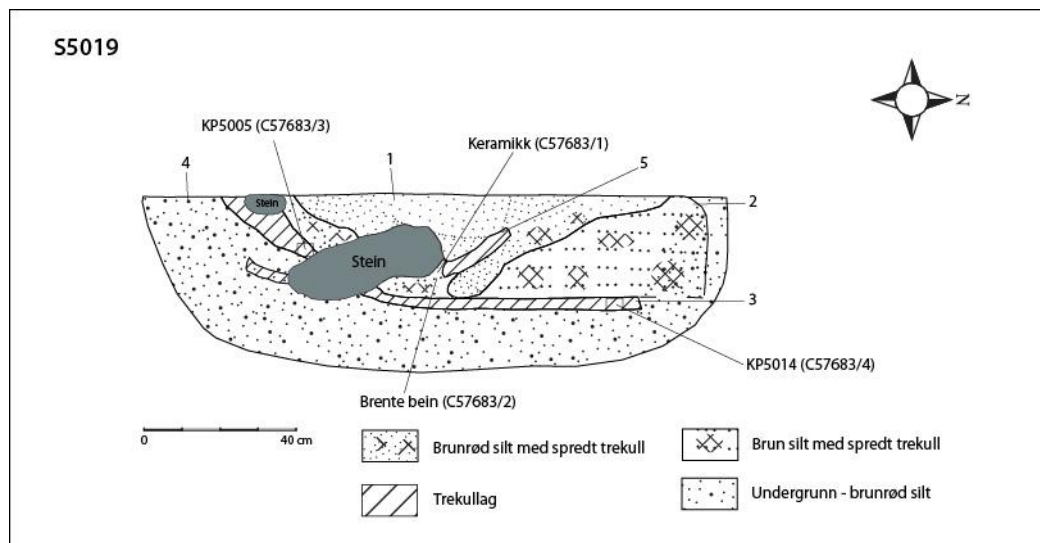 S5019
N
KP5005 (C57683/3)
Keramikk (C57683/1)
4
1
5
2
Stein
Stein
3
KP5014 (C57683/4)
Brente bein (C57683/2)
0
40 cm
Brunrød silt med spredt trekull
Brun silt med spredt trekull
Trekullag
Undergrunn - brunrød silt